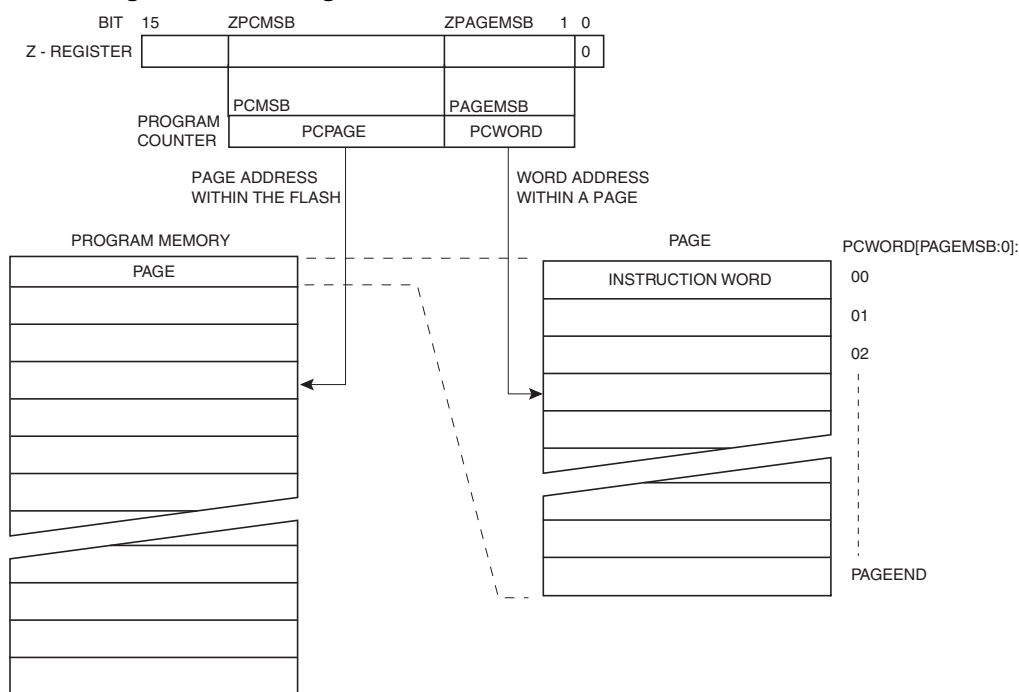 BIT 15 ZPCMSB ZPAGEMSB 1 0
Z - REGISTER 0
PCMSB PAGEMSB
PROGRAM
COUNTER
PCPAGE PCWORD
PAGE ADDRESS
WITHIN THE FLASH
WORD ADDRESS
WITHIN A PAGE
PROGRAM MEMORY
PAGE
PAGE
PCWORD[PAGEMSB:0]:
INSTRUCTION WORD
00
01
02
PAGEEND